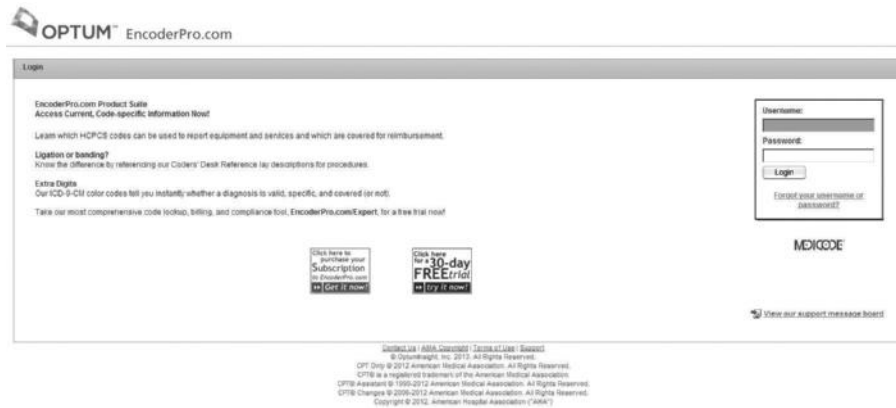 OPTUM™ EncoderPro.com
Login
EncoderPro.com Product Suite
Access Current, Code-specific Information Now!
Learn which HCPCS codes can be used to report equipment and services and which are covered for reimbursement.
Ligation or banding?
Know the difference by referencing our Coders' Desk Reference lay descriptions for procedures.
Extra Digits
Our ICD-9-CM color codes tell you instantly whether a diagnosis is valid, specific, and covered (or not).
Take our most comprehensive code lookup, billing, and compliance tool, EncoderPro.com/Expert, for a free trial now!
Username:
Password:
Login
Forgot your username or
password?
MEDICODE
Click here to
purchase your
Subscription
to EncoderPro.com
Get it now!
Click here
for a 30-day
FREE trial
try it now!
View our support message board
Contact Us | AMA Copyright | Terms of Use | Support
© OptumInsight, Inc. 2013. All Rights Reserved.
CPT Only © 2012 American Medical Association. All Rights Reserved.
CPT® is a registered trademark of the American Medical Association.
CPT® Assistant © 1990-2012 American Medical Association. All Rights Reserved.
CPT® Changes © 2006-2012 American Medical Association. All Rights Reserved.
Copyright © 2012, American Hospital Association ("AHA")